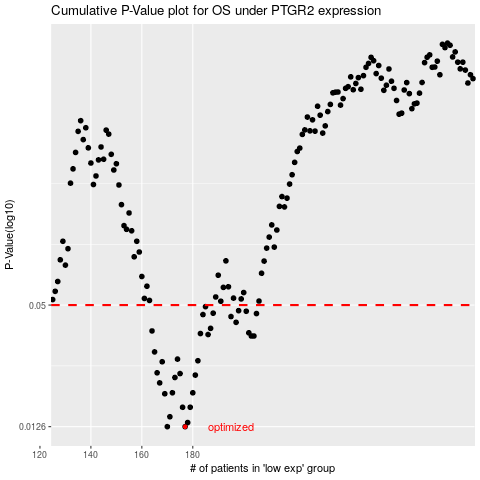 Cumulative P-Value plot for OS under PTGR2 expression
P-Value(log10)
0.05
0.0126
optimized
120 140 160 180
# of patients in 'low exp' group